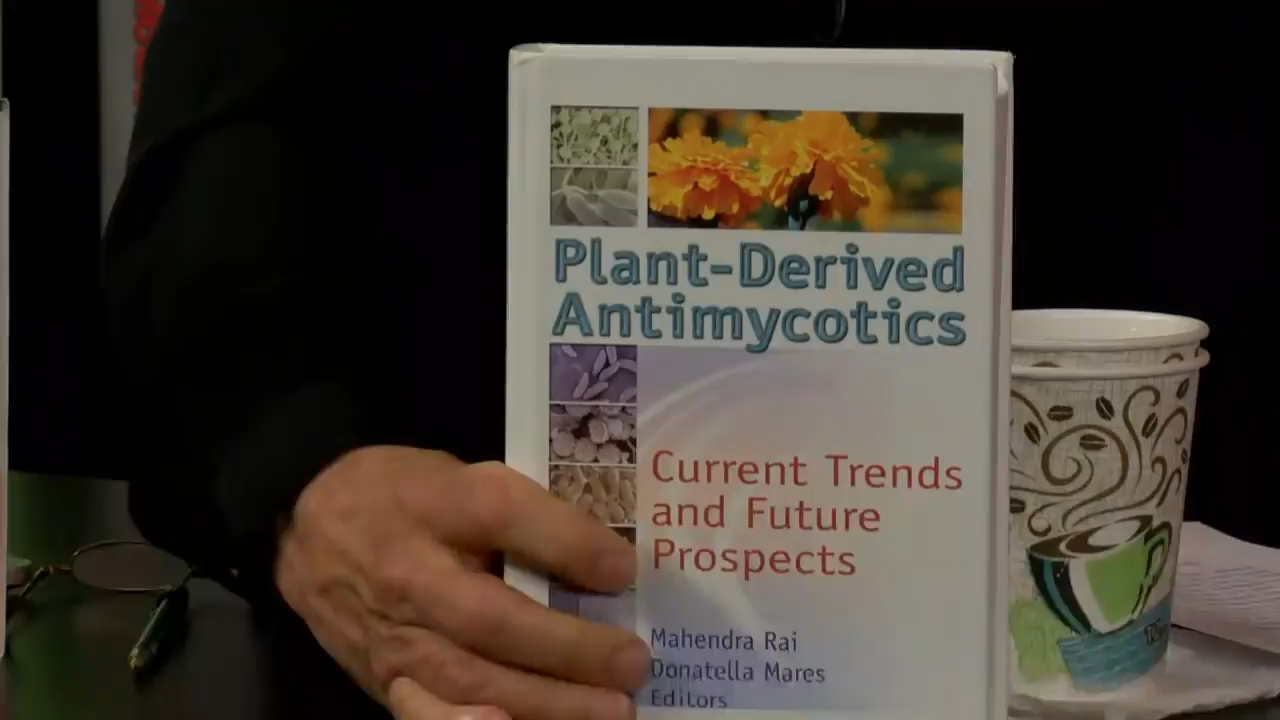 Plant-Derived
Antimycotics
Current Trends
and Future
Prospects
Mahendra Rai
Donatella Mares
Editors